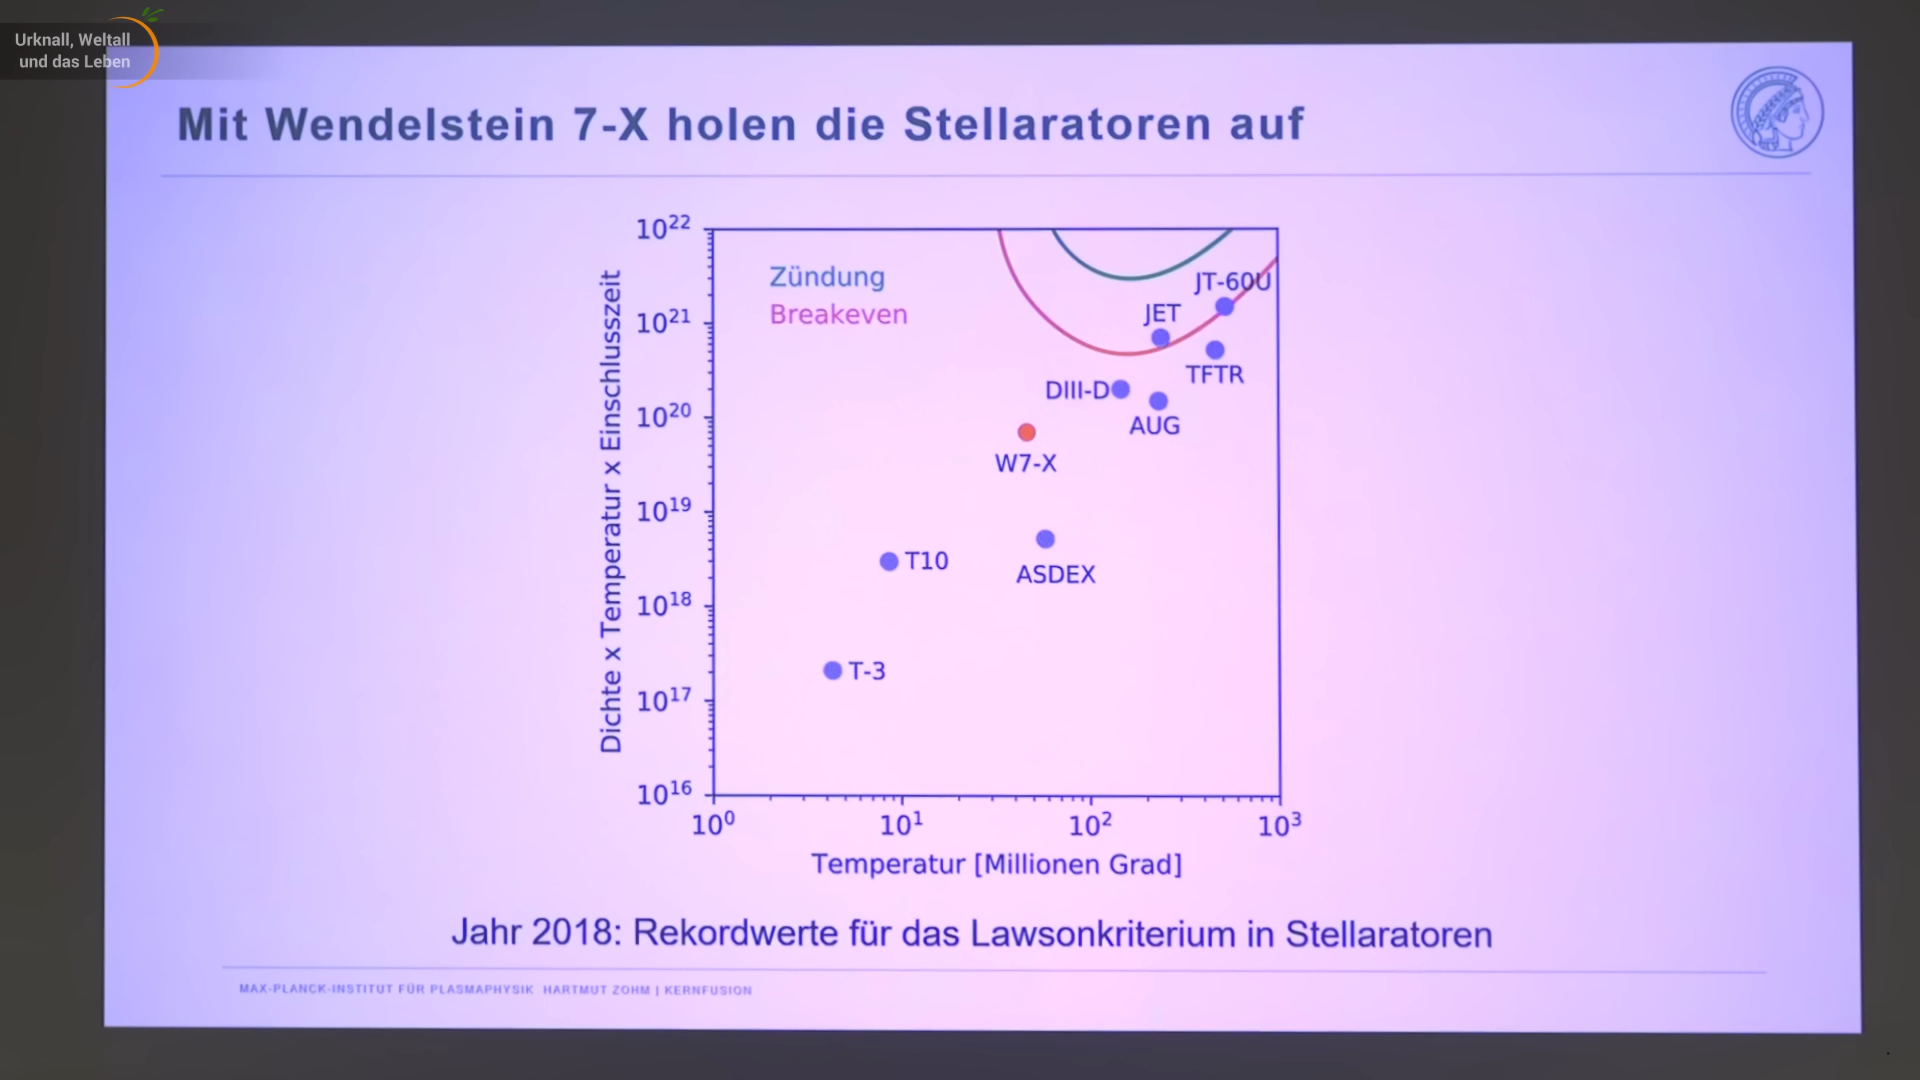 Urknall, Weltall
und das Leben
Mit Wendelstein 7-X holen die Stellaratoren auf
10²²
10²¹
10²⁰
10¹⁹
10¹⁸
10¹⁷
10¹⁶
Dichte x Temperatur x Einschlusszeit
Zündung
Breakeven
JT-60U
JET
TFTR
DIII-D
AUG
W7-X
ASDEX
T10
T-3
10⁰ 10¹ 10² 10³
Temperatur [Millionen Grad]
Jahr 2018: Rekordwerte für das Lawsonkriterium in Stellaratoren
MAX-PLANCK-INSTITUT FÜR PLASMAPHYSIK HARTMUT ZOHM | KERNFUSION